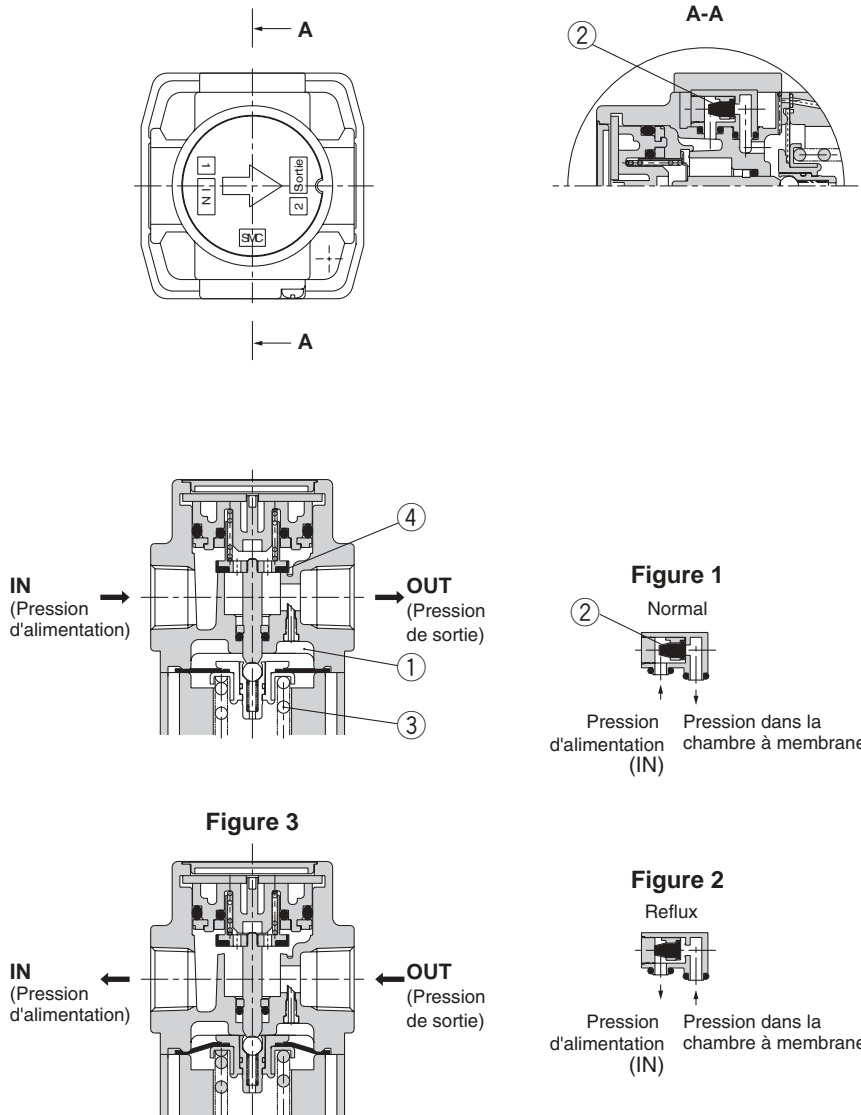 A
A-A
②
1
IN
Sortie
2
SMC
A
④
IN
(Pression
d'alimentation)
OUT
(Pression
de sortie)
①
③
Figure 1
Normal
②
Pression
d'alimentation
(IN)
Pression dans la
chambre à membrane
Figure 3
IN
(Pression
d'alimentation)
OUT
(Pression
de sortie)
Figure 2
Reflux
Pression
d'alimentation
(IN)
Pression dans la
chambre à membrane